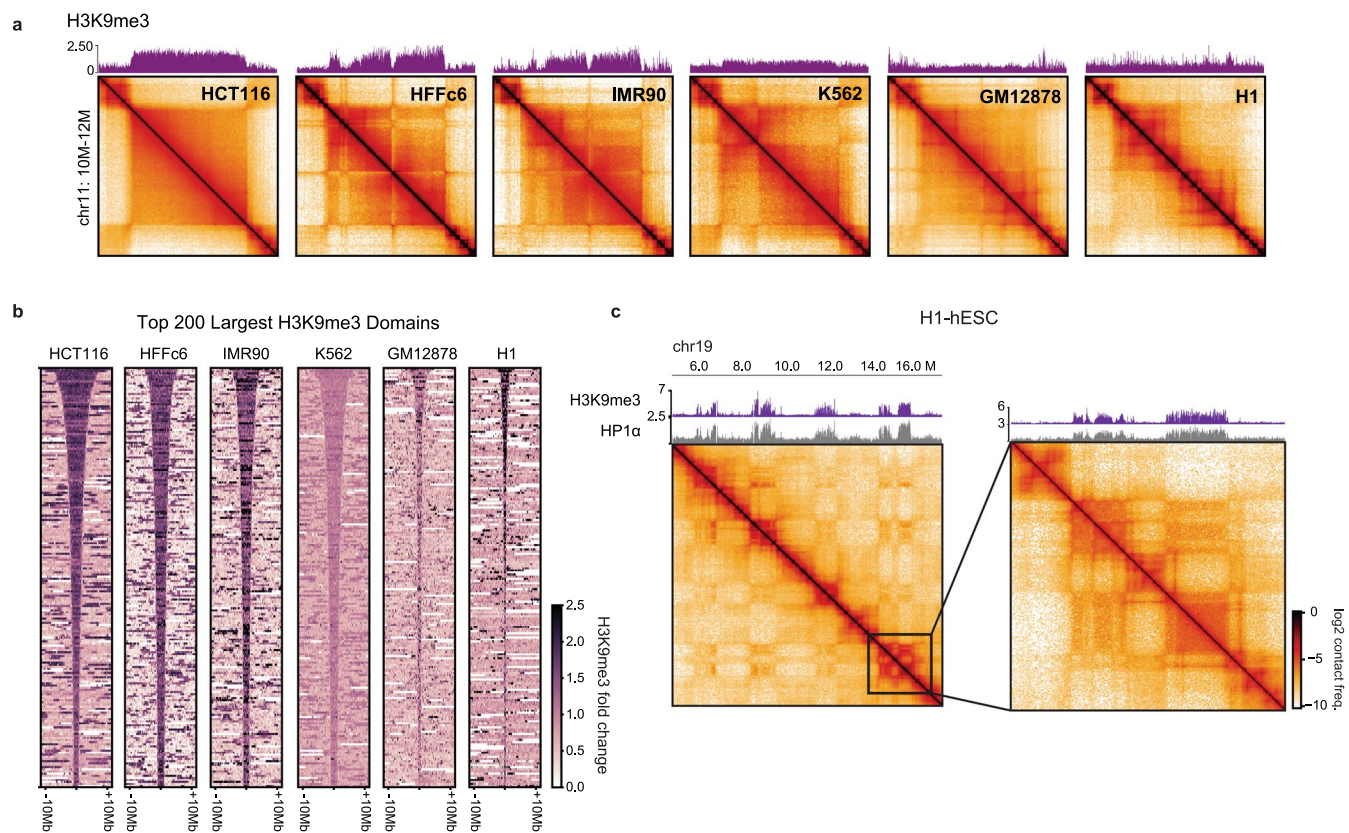 a
H3K9me3
2.50
0
chr11: 10M-12M
HCT116
HFFc6
IMR90
K562
GM12878
H1
b
Top 200 Largest H3K9me3 Domains
HCT116
HFFc6
IMR90
K562
GM12878
H1
-10Mb
+10Mb
-10Mb
+10Mb
-10Mb
+10Mb
-10Mb
+10Mb
-10Mb
+10Mb
-10Mb
+10Mb
2.5
2.0
1.5
1.0
0.5
0.0
H3K9me3 fold change
c
H1-hESC
chr19
6.0 8.0 10.0 12.0 14.0 16.0 M
7
H3K9me3
2.5
HP1α
6
3
0
−5
−10
log2 contact freq.